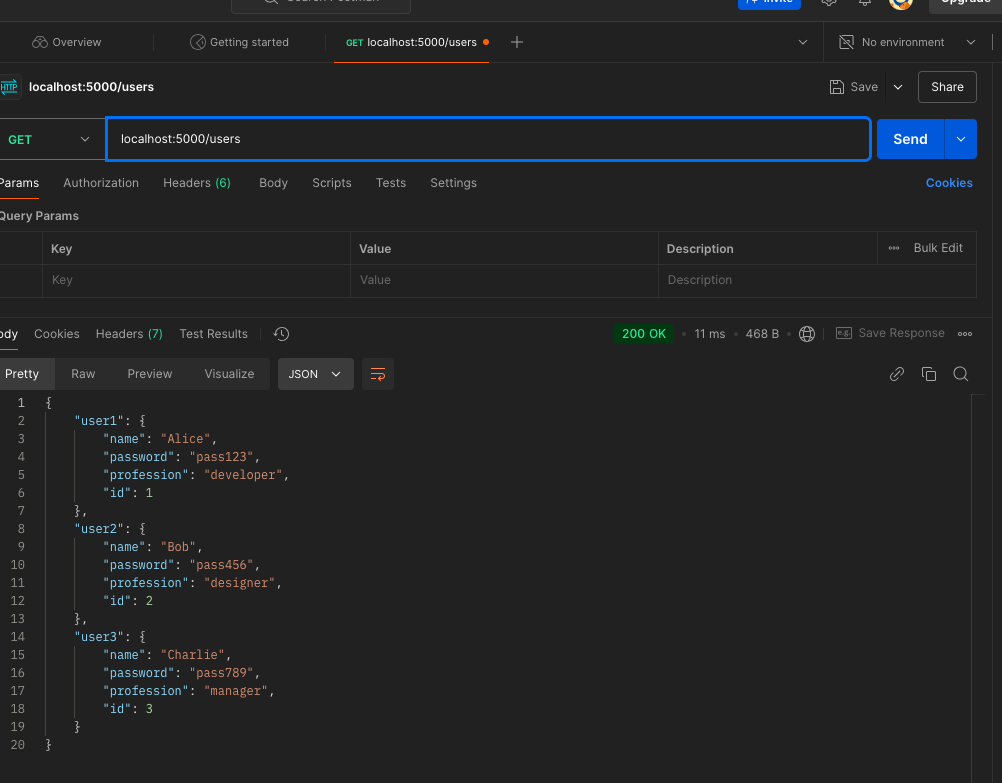 Search Postman
Invite
Upgrade
Overview
Getting started
GET localhost:5000/users
No environment
HTTP localhost:5000/users
Save
Share
GET
localhost:5000/users
Send
Params Authorization Headers (6) Body Scripts Tests Settings
Cookies
Query Params
Key Value Description
Bulk Edit
Key Value Description
ody Cookies Headers (7) Test Results
200 OK • 11 ms • 468 B •
e.g. Save Response
Pretty Raw Preview Visualize JSON
1 {
2 "user1": {
3 "name": "Alice",
4 "password": "pass123",
5 "profession": "developer",
6 "id": 1
7 },
8 "user2": {
9 "name": "Bob",
10 "password": "pass456",
11 "profession": "designer",
12 "id": 2
13 },
14 "user3": {
15 "name": "Charlie",
16 "password": "pass789",
17 "profession": "manager",
18 "id": 3
19 }
20 }